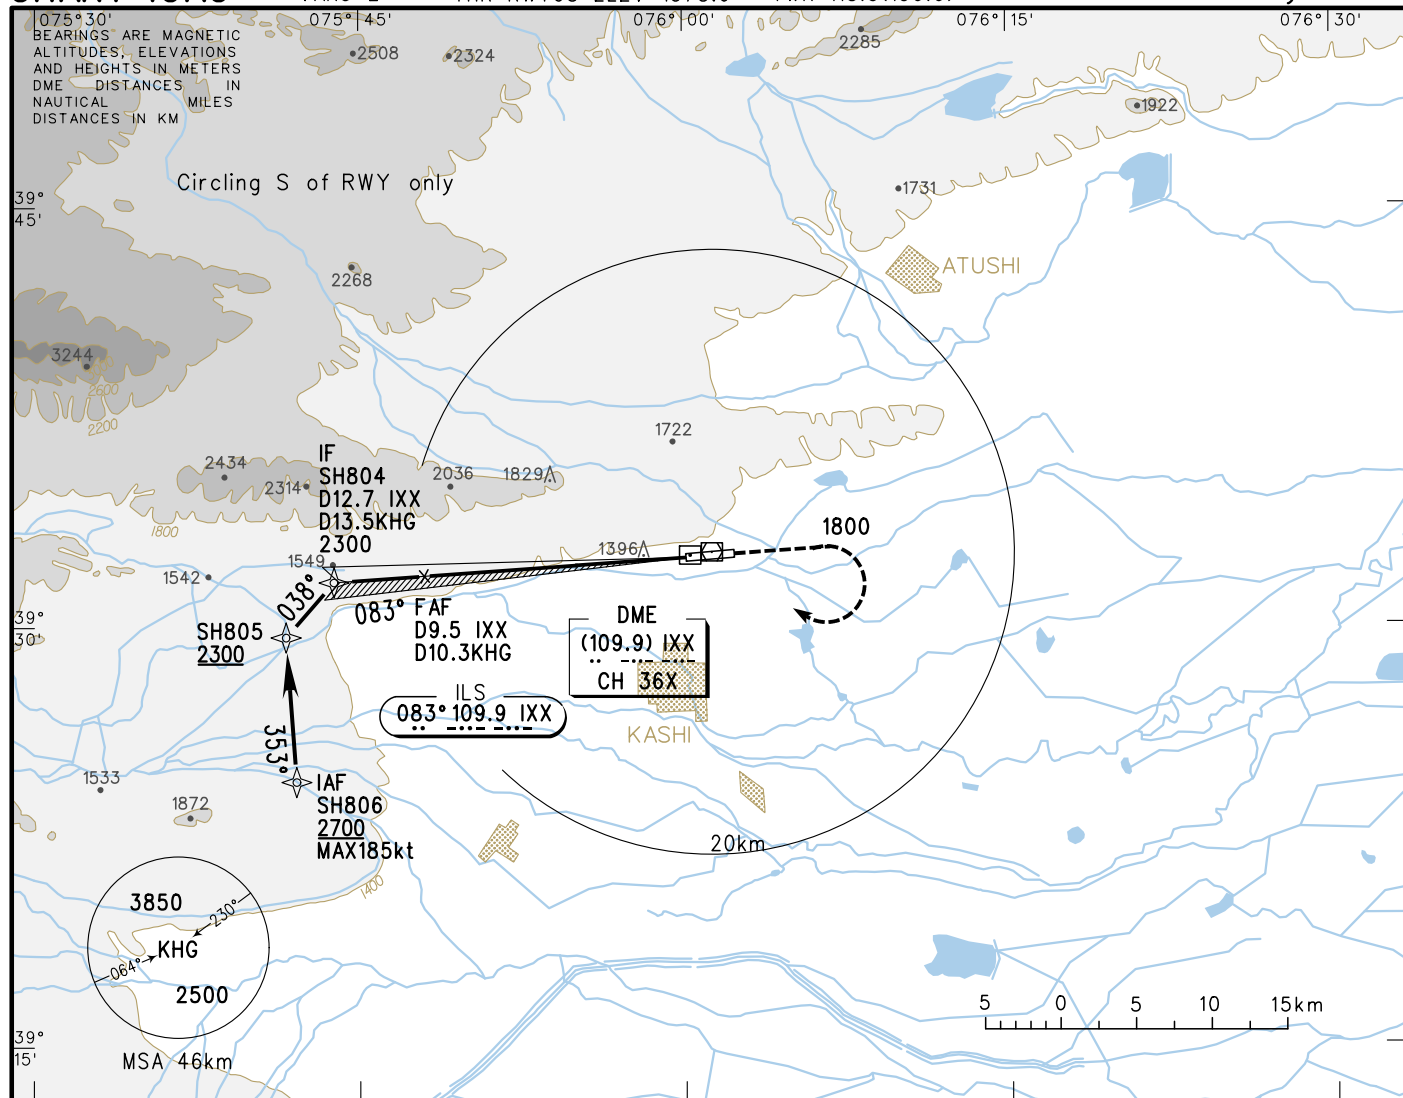 075°30'
075°45'
076°00'
076°15'
076°30'
BEARINGS ARE MAGNETIC
ALTITUDES, ELEVATIONS
AND HEIGHTS IN METERS
DME DISTANCES IN
NAUTICAL MILES
DISTANCES IN KM
2508
2324
2285
1922
Circling S of RWY only
1731
39°
45'
ATUSHI
2268
3244
2600
2200
1722
2434
2314
2036
1829
IF
SH804
D12.7 IXX
D13.5KHG
2300
1800
1800
1549
1396
1542
038°
083°
FAF
D9.5 IXX
D10.3KHG
39°
30'
SH805
2300
DME
(109.9) IXX
CH 36X
ILS
083° 109.9 IXX
KASHI
353°
IAF
SH806
2700
MAX185kt
1533
1872
20km
1400
3850
230°
KHG
064°
2500
5 0 5 10 15km
39°
15'
MSA 46km